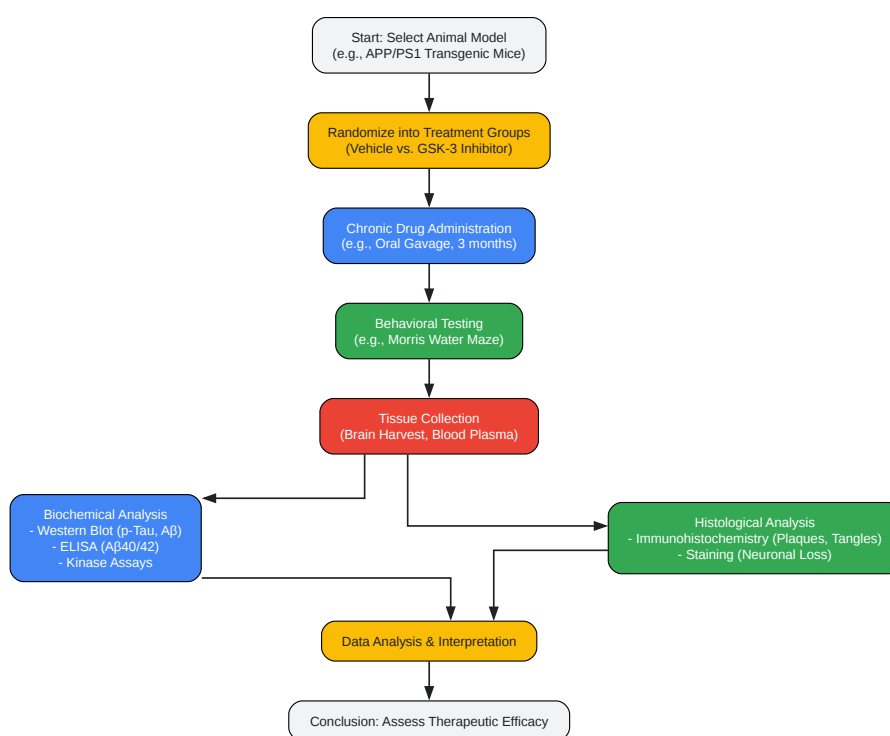 Start: Select Animal Model
(e.g., APP/PS1 Transgenic Mice)
Randomize into Treatment Groups
(Vehicle vs. GSK-3 Inhibitor)
Chronic Drug Administration
(e.g., Oral Gavage, 3 months)
Behavioral Testing
(e.g., Morris Water Maze)
Tissue Collection
(Brain Harvest, Blood Plasma)
Biochemical Analysis
- Western Blot (p-Tau, Aβ)
- ELISA (Aβ40/42)
- Kinase Assays
Histological Analysis
- Immunohistochemistry (Plaques, Tangles)
- Staining (Neuronal Loss)
Data Analysis & Interpretation
Conclusion: Assess Therapeutic Efficacy